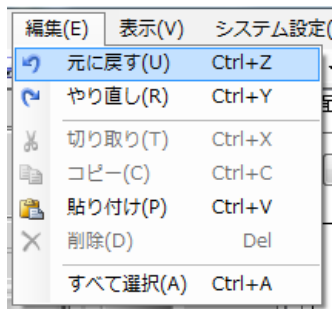 編集(E) 表示(V) システム設定(
元に戻す(U) Ctrl+Z
やり直し(R) Ctrl+Y
切り取り(T) Ctrl+X
コピー(C) Ctrl+C
貼り付け(P) Ctrl+V
削除(D) Del
すべて選択(A) Ctrl+A